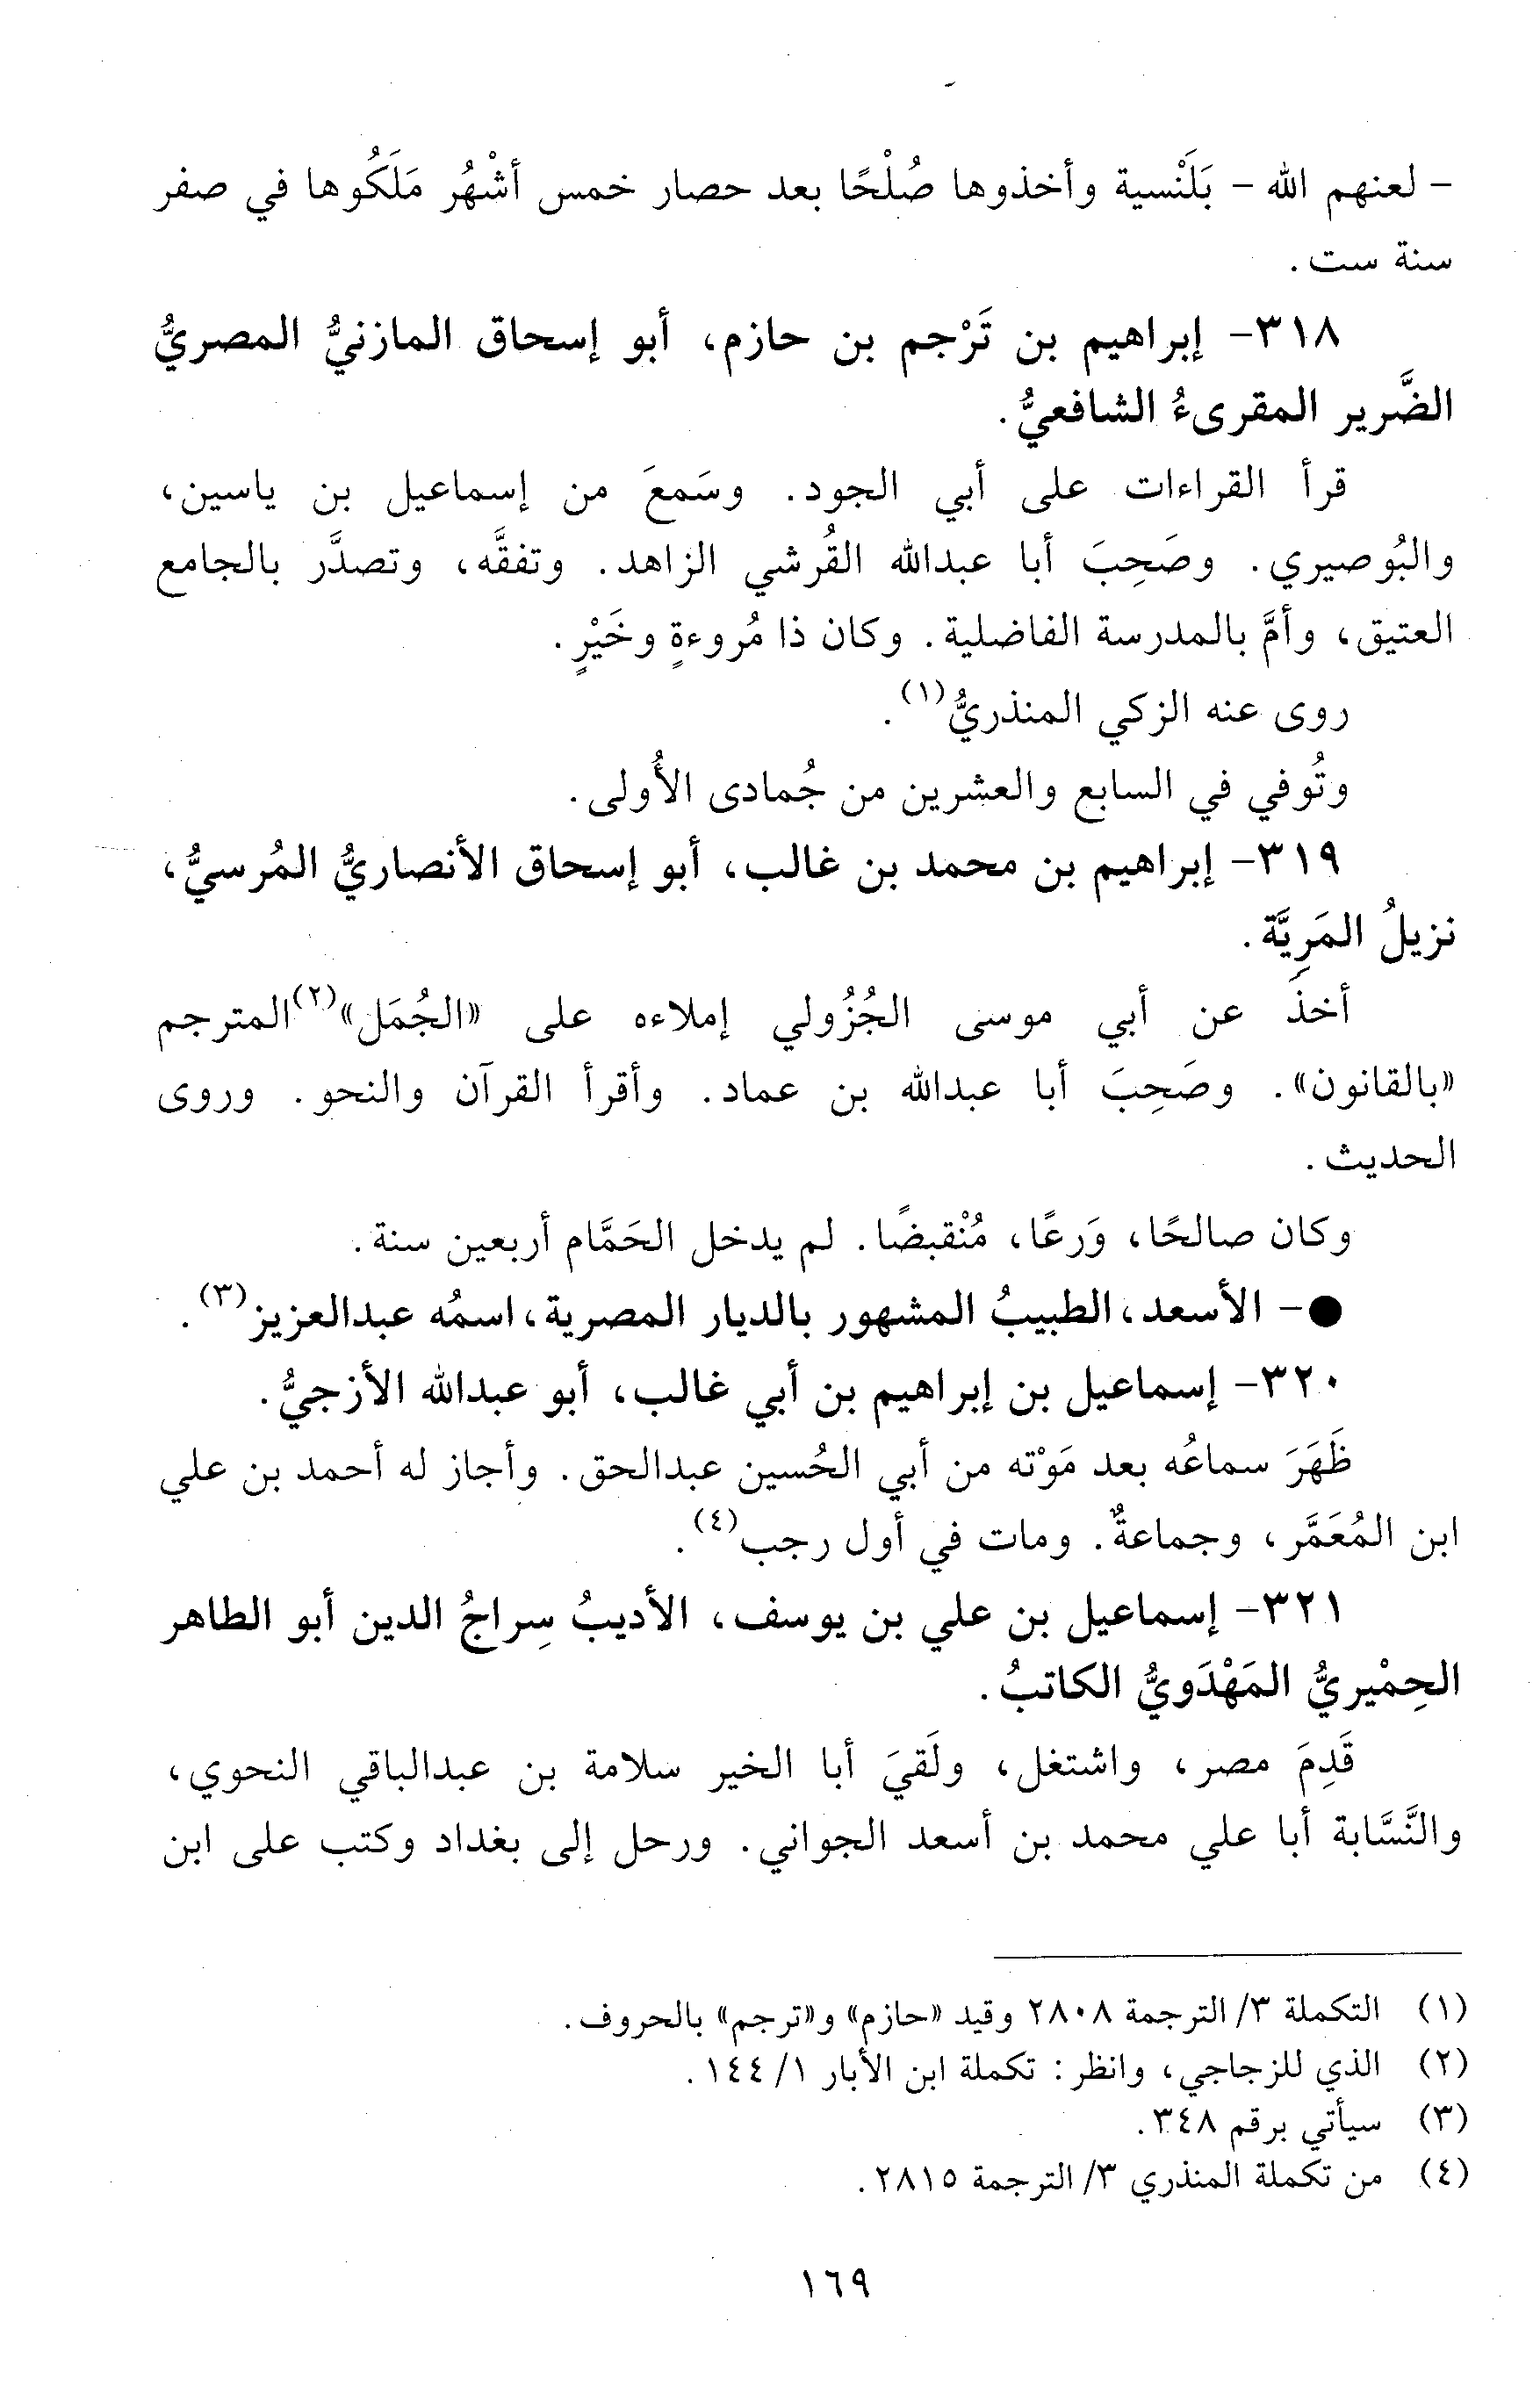 - لعنهم الله - بَلَنْسية وأخذوها صُلْحًا بعد حصار خمس أشْهُر مَلَكُوها في صفر
سنة ست.
٣١٨- إبراهيم بن تَرْجم بن حازم، أبو إسحاق المازنيُّ المصريُّ
الضَّرير المقرىءُ الشافعيُّ.
قرأ القراءات على أبي الجود. وسَمعَ من إسماعيل بن ياسين،
والبُوصيري. وصَحِبَ أبا عبدالله القُرشي الزاهد. وتفقَّه، وتصدَّر بالجامع
العتيق، وأمَّ بالمدرسة الفاضلية. وكان ذا مُروءةٍ وخَيْرٍ.
روى عنه الزكي المنذريُّ(١).
وتُوفي في السابع والعشرين من جُمادى الأُولى.
٣١٩- إبراهيم بن محمد بن غالب، أبو إسحاق الأنصاريُّ المُرسيُّ،
نزيلُ المَرِيَّة.
أخذَ عن أبي موسى الجُزُولي إملاءه على «الجُمَل»(٢) المترجم
«بالقانون». وصَحِبَ أبا عبدالله بن عماد. وأقرأ القرآن والنحو. وروى
الحديث.
وكان صالحًا، وَرعًا، مُنْقبضًا. لم يدخل الحَمَّام أربعين سنة.
●- الأسعد، الطبيبُ المشهور بالديار المصرية، اسمُه عبدالعزيز(٣).
٣٢٠- إسماعيل بن إبراهيم بن أبي غالب، أبو عبدالله الأزجيُّ.
ظَهَرَ سماعُه بعد مَوْته من أبي الحُسين عبدالحق. وأجاز له أحمد بن علي
ابن المُعَمَّر، وجماعةٌ. ومات في أول رجب(٤).
٣٢١- إسماعيل بن علي بن يوسف، الأديبُ سِراجُ الدين أبو الطاهر
الحِمْيريُّ المَهْدَويُّ الكاتبُ.
قَدِمَ مصر، واشتغل، ولَقيَ أبا الخير سلامة بن عبدالباقي النحوي،
والنَّسَّابة أبا علي محمد بن أسعد الجواني. ورحل إلى بغداد وكتب على ابن
(١) التكملة ٣/ الترجمة ٢٨٠٨ وقيد «حازم» و«ترجم» بالحروف.
(٢) الذي للزجاجي، وانظر: تكملة ابن الأبار ١/ ١٤٤.
(٣) سيأتي برقم ٣٤٨.
(٤) من تكملة المنذري ٣/ الترجمة ٢٨١٥.
١٦٩